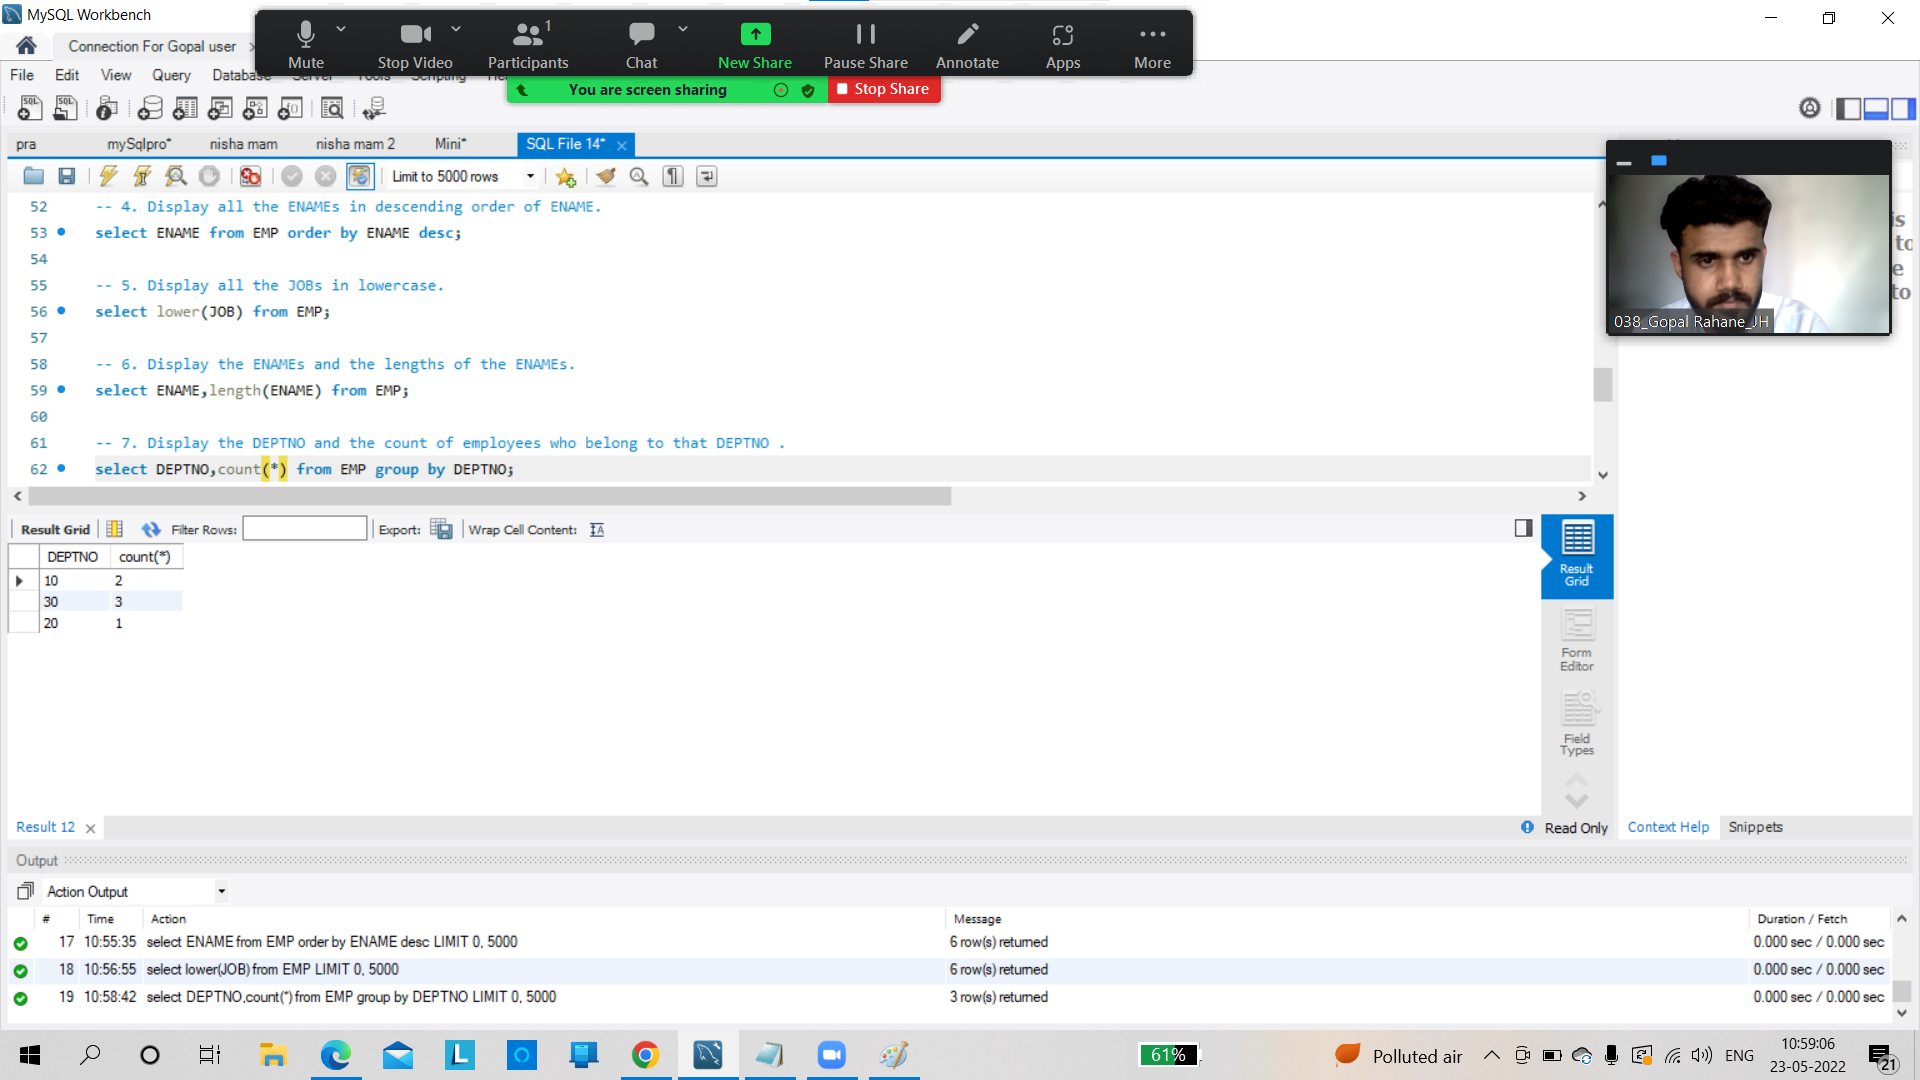 MySQL Workbench
Connection For Gopal user
Mute
Stop Video
1
Participants
Chat
New Share
Pause Share
Annotate
Apps
More
File Edit View Query Database
You are screen sharing
Stop Share
pra mySqlpro* nisha mam nisha mam 2 Mini* SQL File 14*
Limit to 5000 rows
52 -- 4. Display all the ENAMEs in descending order of ENAME.
53 select ENAME from EMP order by ENAME desc;
54
55 -- 5. Display all the JOBs in lowercase.
56 select lower(JOB) from EMP;
57
58 -- 6. Display the ENAMEs and the lengths of the ENAMEs.
59 select ENAME,length(ENAME) from EMP;
60
61 -- 7. Display the DEPTNO and the count of employees who belong to that DEPTNO .
62 select DEPTNO,count(*) from EMP group by DEPTNO;
038_Gopal Rahane_JH
Result Grid Filter Rows: Export: Wrap Cell Content:
DEPTNO count(*)
10 2
30 3
20 1
Result Grid
Form Editor
Field Types
Result 12
Read Only
Context Help Snippets
Output
Action Output
# Time Action Message Duration / Fetch
17 10:55:35 select ENAME from EMP order by ENAME desc LIMIT 0, 5000 6 row(s) returned 0.000 sec / 0.000 sec
18 10:56:55 select lower(JOB) from EMP LIMIT 0, 5000 6 row(s) returned 0.000 sec / 0.000 sec
19 10:58:42 select DEPTNO,count(*) from EMP group by DEPTNO LIMIT 0, 5000 3 row(s) returned 0.000 sec / 0.000 sec
61%
Polluted air
ENG
10:59:06
23-05-2022
21